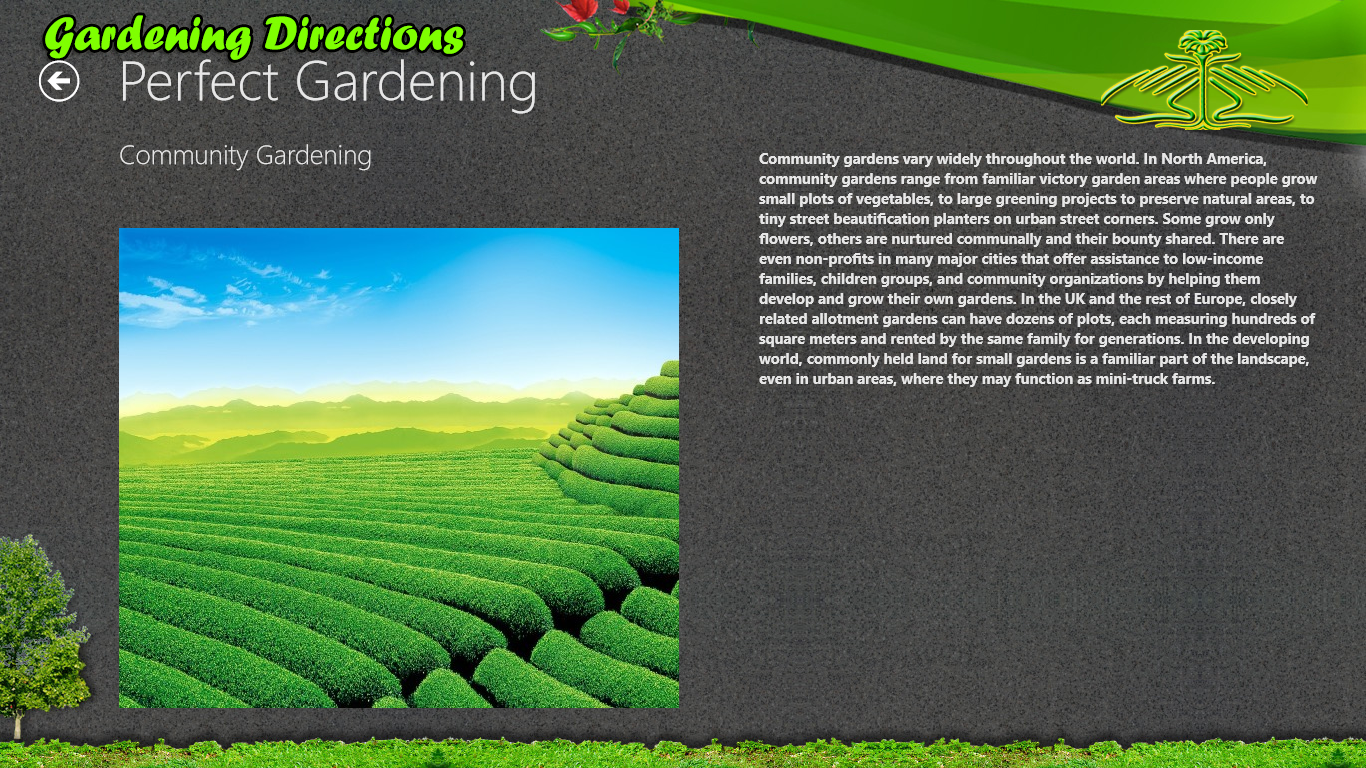 Gardening Directions
Perfect Gardening
Community Gardening
Community gardens vary widely throughout the world. In North America,
community gardens range from familiar victory garden areas where people grow
small plots of vegetables, to large greening projects to preserve natural areas, to
tiny street beautification planters on urban street corners. Some grow only
flowers, others are nurtured communally and their bounty shared. There are
even non-profits in many major cities that offer assistance to low-income
families, children groups, and community organizations by helping them
develop and grow their own gardens. In the UK and the rest of Europe, closely
related allotment gardens can have dozens of plots, each measuring hundreds of
square meters and rented by the same family for generations. In the developing
world, commonly held land for small gardens is a familiar part of the landscape,
even in urban areas, where they may function as mini-truck farms.